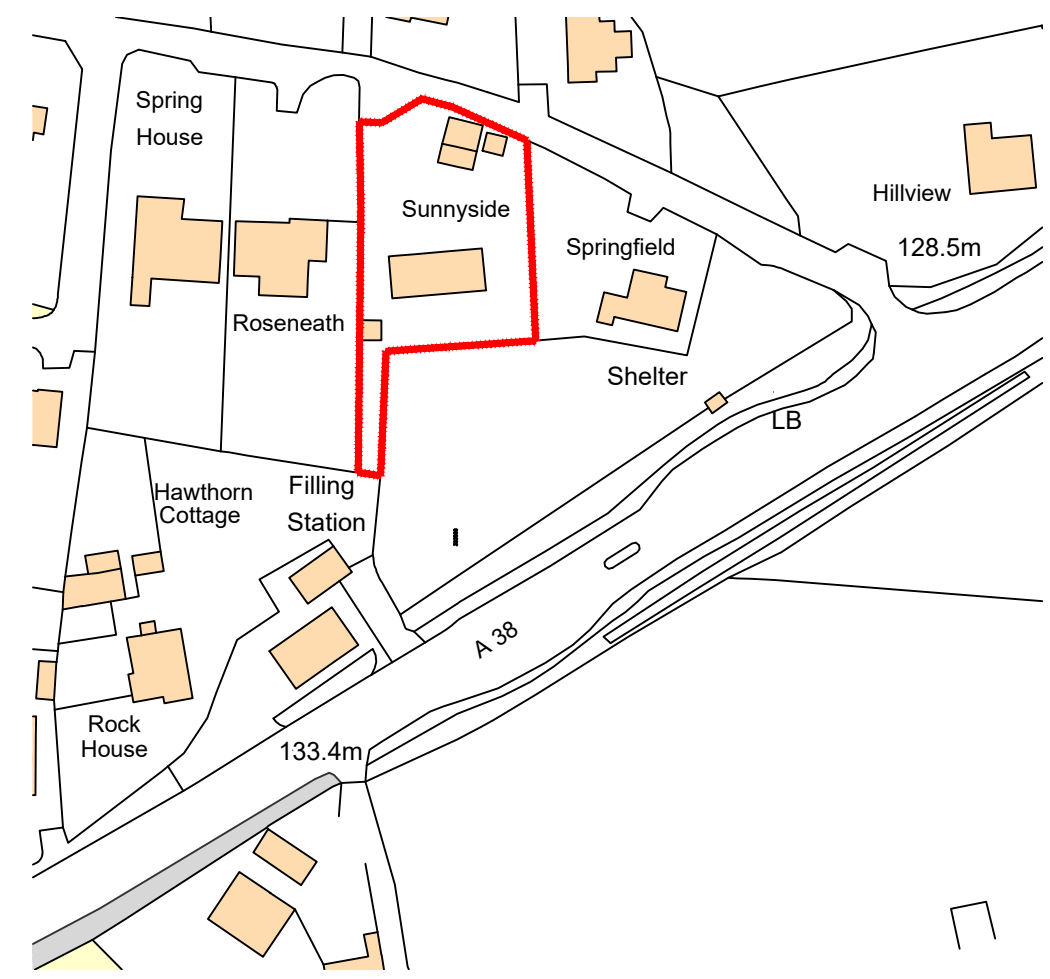 Spring
House
Sunnyside
Hillview
Springfield
128.5m
Roseneath
Shelter
LB
Filling
Station
Hawthorn
Cottage
A 38
Rock
House
133.4m